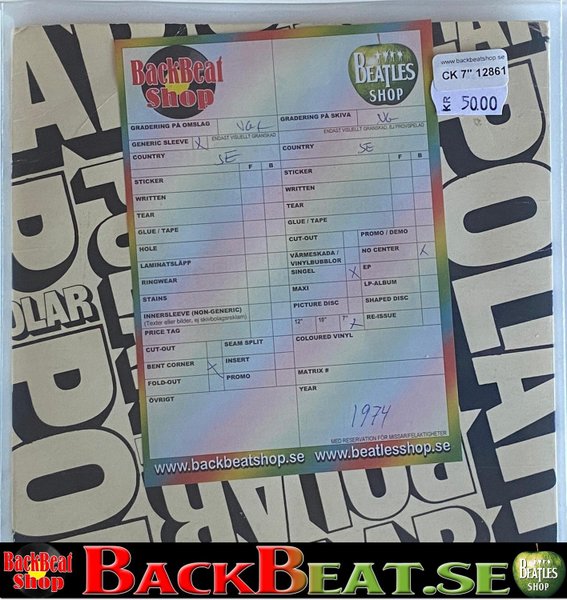 BackBeat
Shop
BEATLES
SHOP
www.backbeatshop.se
CK 7" 12861
KR 50.00
GRADERING PÅ OMSLAG
GRADERING PÅ SKIVA VG
ENDAST VISUELLT GRANSKAD
ENDAST VISUELLT GRANSKAD, EJ PROVSPELAD
GENERIC SLEEVE X
COUNTRY SE
COUNTRY SE
F B
F B
STICKER
STICKER
WRITTEN
WRITTEN
TEAR
TEAR
GLUE / TAPE
GLUE / TAPE
HOLE
CUT-OUT
PROMO / DEMO
LAMINATSLÄPP
VÄRMESKADA /
VINYLBUBBLOR
NO CENTER X
RINGWEAR
SINGEL X
EP
STAINS
MAXI
LP-ALBUM
INNERSLEEVE (NON-GENERIC)
(Texter eller bilder, ej skivbolagsreklam)
PICTURE DISC
SHAPED DISC
PRICE TAG
12" 10" 7" X
RE-ISSUE
CUT-OUT
SEAM SPLIT
COLOURED VINYL
BENT CORNER X
INSERT
FOLD-OUT
PROMO
MATRIX #
ÖVRIGT
YEAR
1974
MED RESERVATION FÖR MISSAR/FELAKTIGHETER
www.backbeatshop.se
www.beatlesshop.se
POLAR
POLAR
POLAR
BackBeat
Shop
BACKBEAT.SE
BEATLES
SHOP